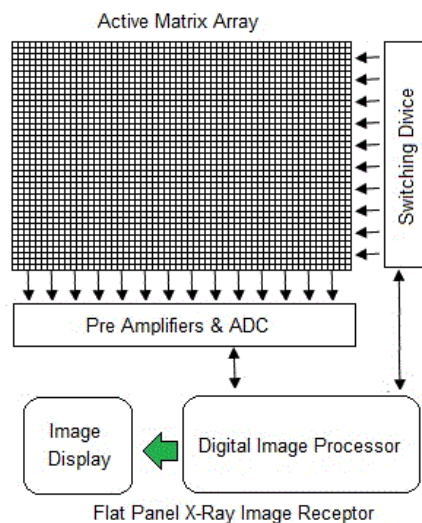 Active Matrix Array
Switching Divice
Pre Amplifiers & ADC
Image
Display
Digital Image Processor
Flat Panel X-Ray Image Receptor